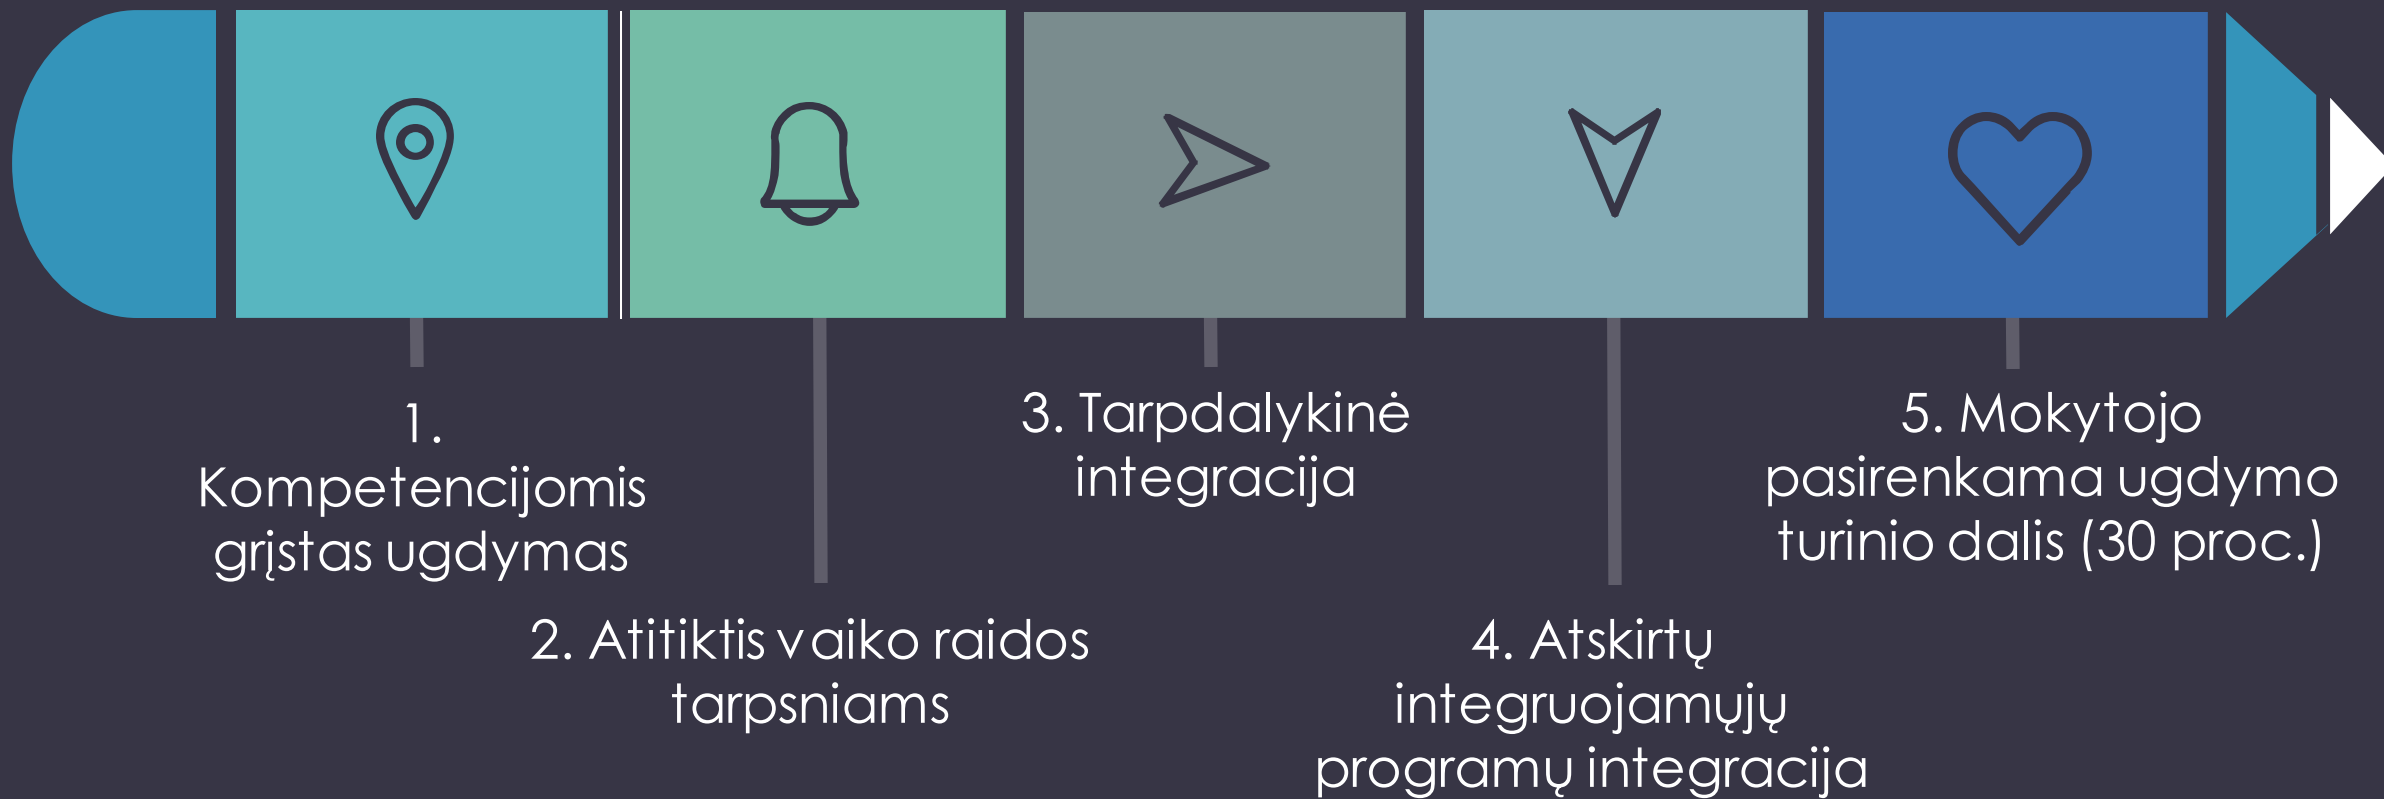 1.
Kompetencijomis
grįstas ugdymas
2. Atitiktis vaiko raidos
tarpsniams
3. Tarpdalykinė
integracija
4. Atskirtų
integruojamųjų
programų integracija
5. Mokytojo
pasirenkama ugdymo
turinio dalis (30 proc.)